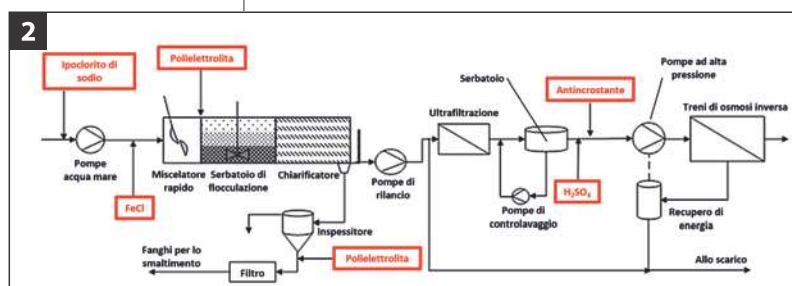 2
Ipoclorito di
sodio
Polielettrolita
Pompe
acqua mare
FeCl
Miscelatore
rapido
Serbatoio di
flocculazione
Chiarificatore
Pompe di
rilancio
Inspessitore
Fanghi per lo
smaltimento
Filtro
Polielettrolita
Ultrafiltrazione
Serbatoio
Pompe di
controlavaggio
Antincrostante
H₂SO₄
Pompe ad alta
pressione
Treni di osmosi inversa
Recupero di
energia
Allo scarico